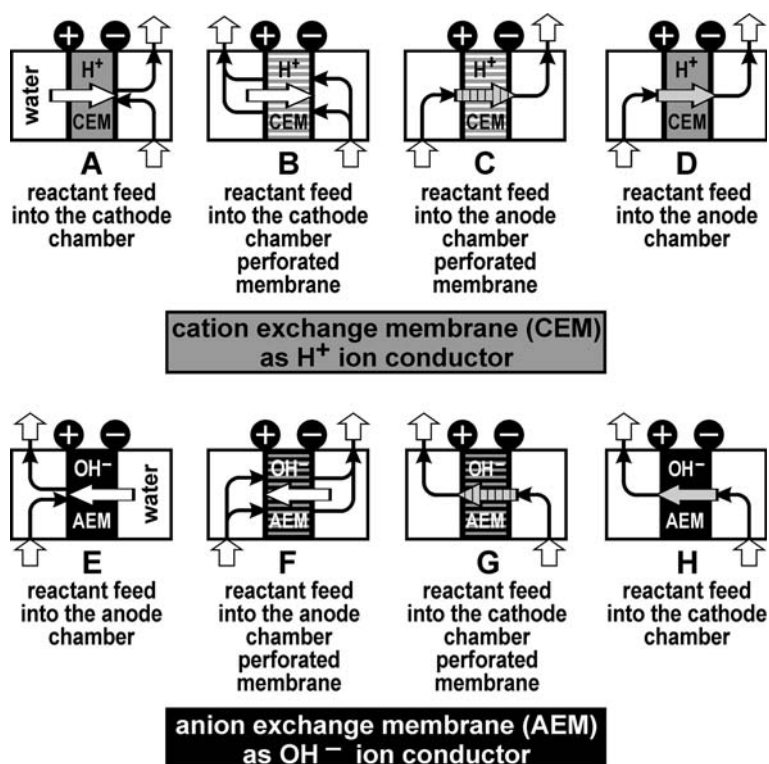 + − + − + − + −
water H+ CEM H+ CEM H+ CEM H+ CEM
A B C D
reactant feed
into the cathode
chamber
reactant feed
into the cathode
chamber
perforated
membrane
reactant feed
into the anode
chamber
perforated
membrane
reactant feed
into the anode
chamber
cation exchange membrane (CEM)
as H+ ion conductor
+ − + − + − + −
OH− AEM water OH− AEM OH− AEM OH− AEM
E F G H
reactant feed
into the anode
chamber
reactant feed
into the anode
chamber
perforated
membrane
reactant feed
into the cathode
chamber
perforated
membrane
reactant feed
into the cathode
chamber
anion exchange membrane (AEM)
as OH− ion conductor